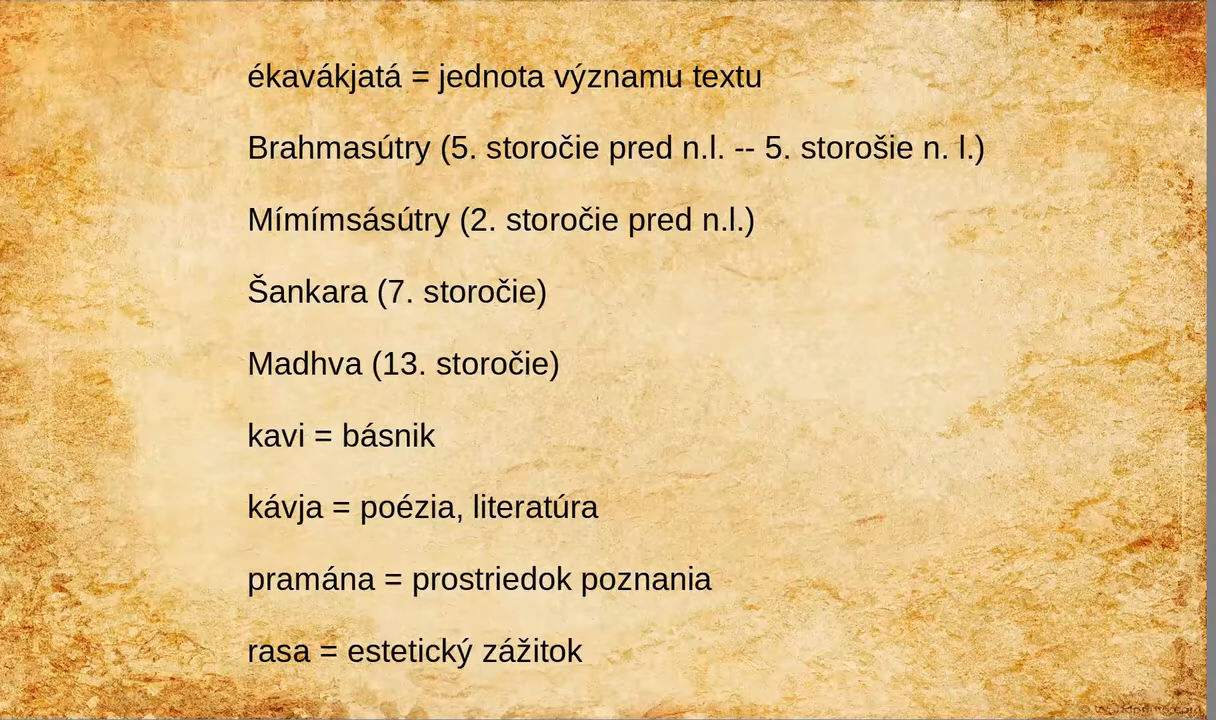 ékavákjatá = jednota významu textu
Brahmasútry (5. storočie pred n.l. -- 5. storošie n. l.)
Mímímsásútry (2. storočie pred n.l.)
Šankara (7. storočie)
Madhva (13. storočie)
kavi = básnik
kávja = poézia, literatúra
pramána = prostriedok poznania
rasa = estetický zážitok